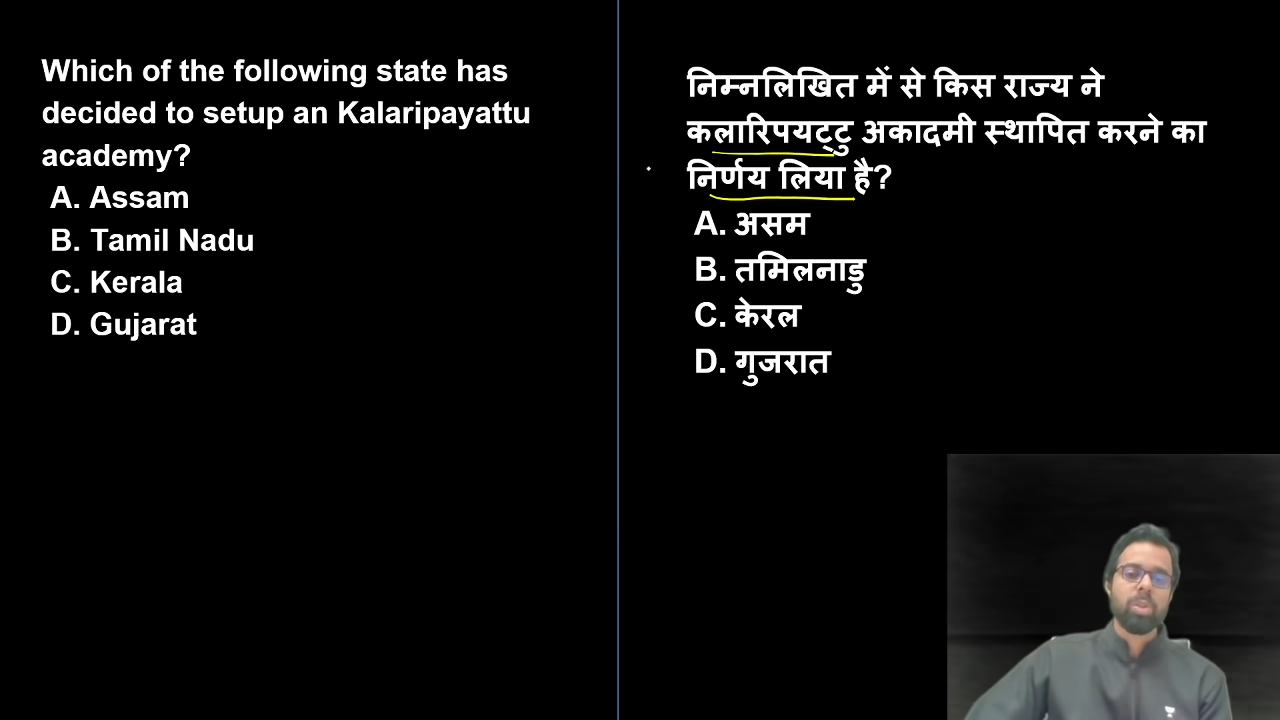 Which of the following state has
decided to setup an Kalaripayattu
academy?
A. Assam
B. Tamil Nadu
C. Kerala
D. Gujarat
निम्नलिखित में से किस राज्य ने
कलारिपयट्टु अकादमी स्थापित करने का
निर्णय लिया है?
A. असम
B. तमिलनाडु
C. केरल
D. गुजरात